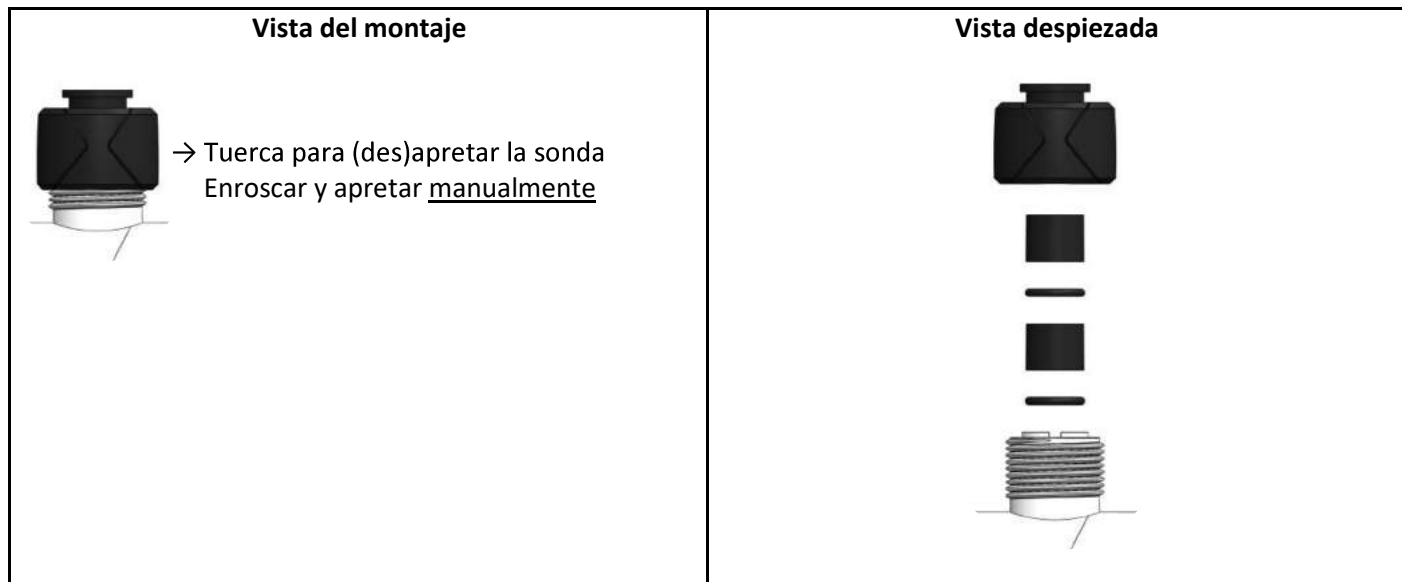 Vista del montaje
Vista despiezada
→ Tuerca para (des)apretar la sonda
Enroscar y apretar manualmente